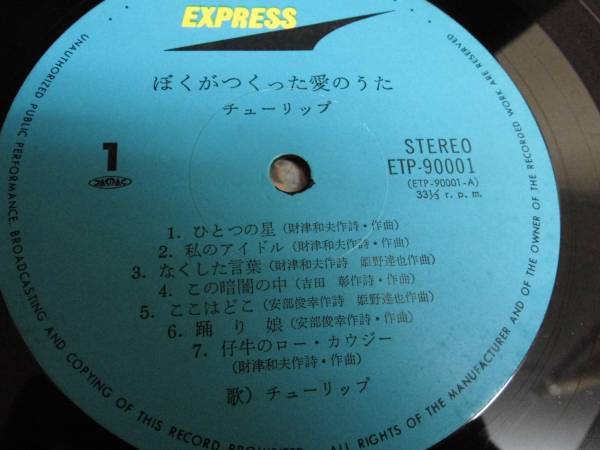 EXPRESS
ぼくがつくった愛のうた
チューリップ
1
STEREO
ETP-90001
(ETP-90001-A)
33⅓ r.p.m.
1. ひとつの星(財津和夫作詩・作曲)
2. 私のアイドル(財津和夫作詩・作曲)
3. なくした言葉(財津和夫作詩 姫野達也作曲)
4. この暗闇の中(吉田 彰作詩・作曲)
5. ここはどこ(安部俊幸作詩 姫野達也作曲)
6. 踊り娘(安部俊幸作詩・作曲)
7. 仔牛のロー・カウジー
(財津和夫作詩・作曲)
歌) チューリップ
UNAUTHORIZED PUBLIC PERFORMANCE, BROADCASTING AND COPYING OF THIS RECORD ALL RIGHTS OF THE MANUFACTURER AND OF THE OWNER OF THE RECORDED WORK ARE RESERVED